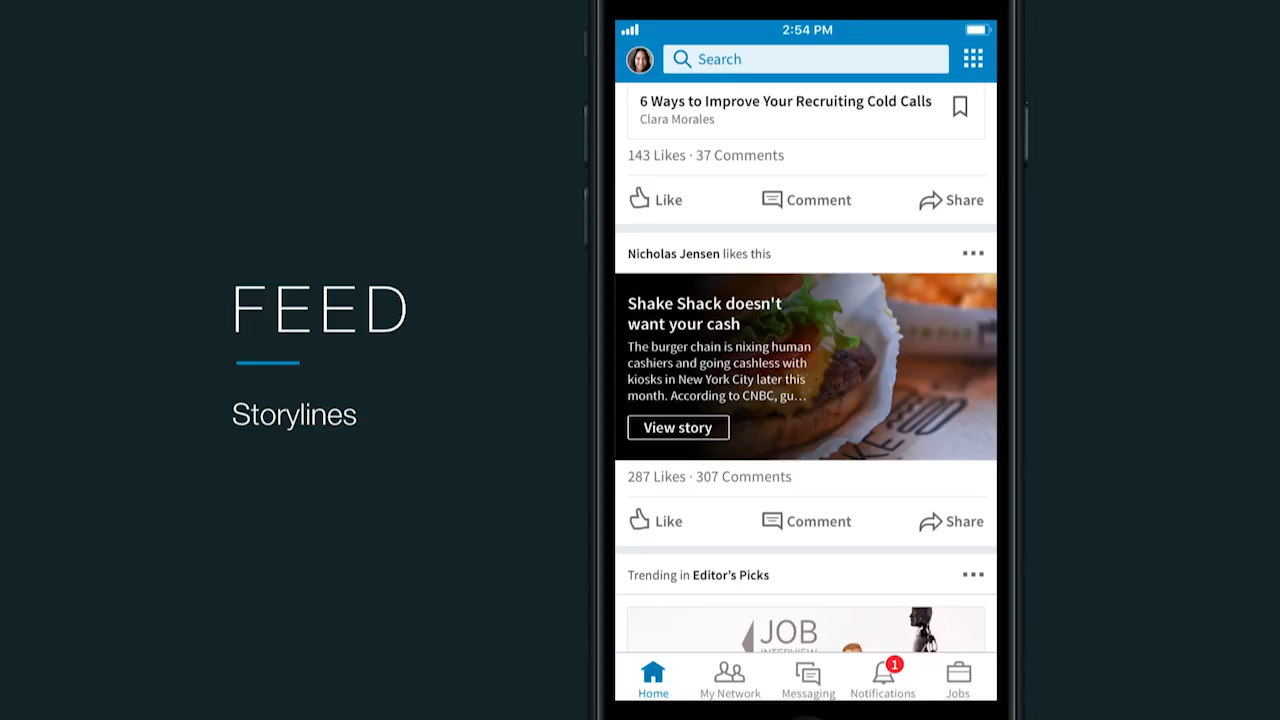 FEED
Storylines
2:54 PM
Search
6 Ways to Improve Your Recruiting Cold Calls
Clara Morales
143 Likes · 37 Comments
Like Comment Share
Nicholas Jensen likes this
Shake Shack doesn't
want your cash
The burger chain is nixing human
cashiers and going cashless with
kiosks in New York City later this
month. According to CNBC, gu…
View story
287 Likes · 307 Comments
Like Comment Share
Trending in Editor's Picks
JOB
INTERVIEW
1
Home My Network Messaging Notifications Jobs